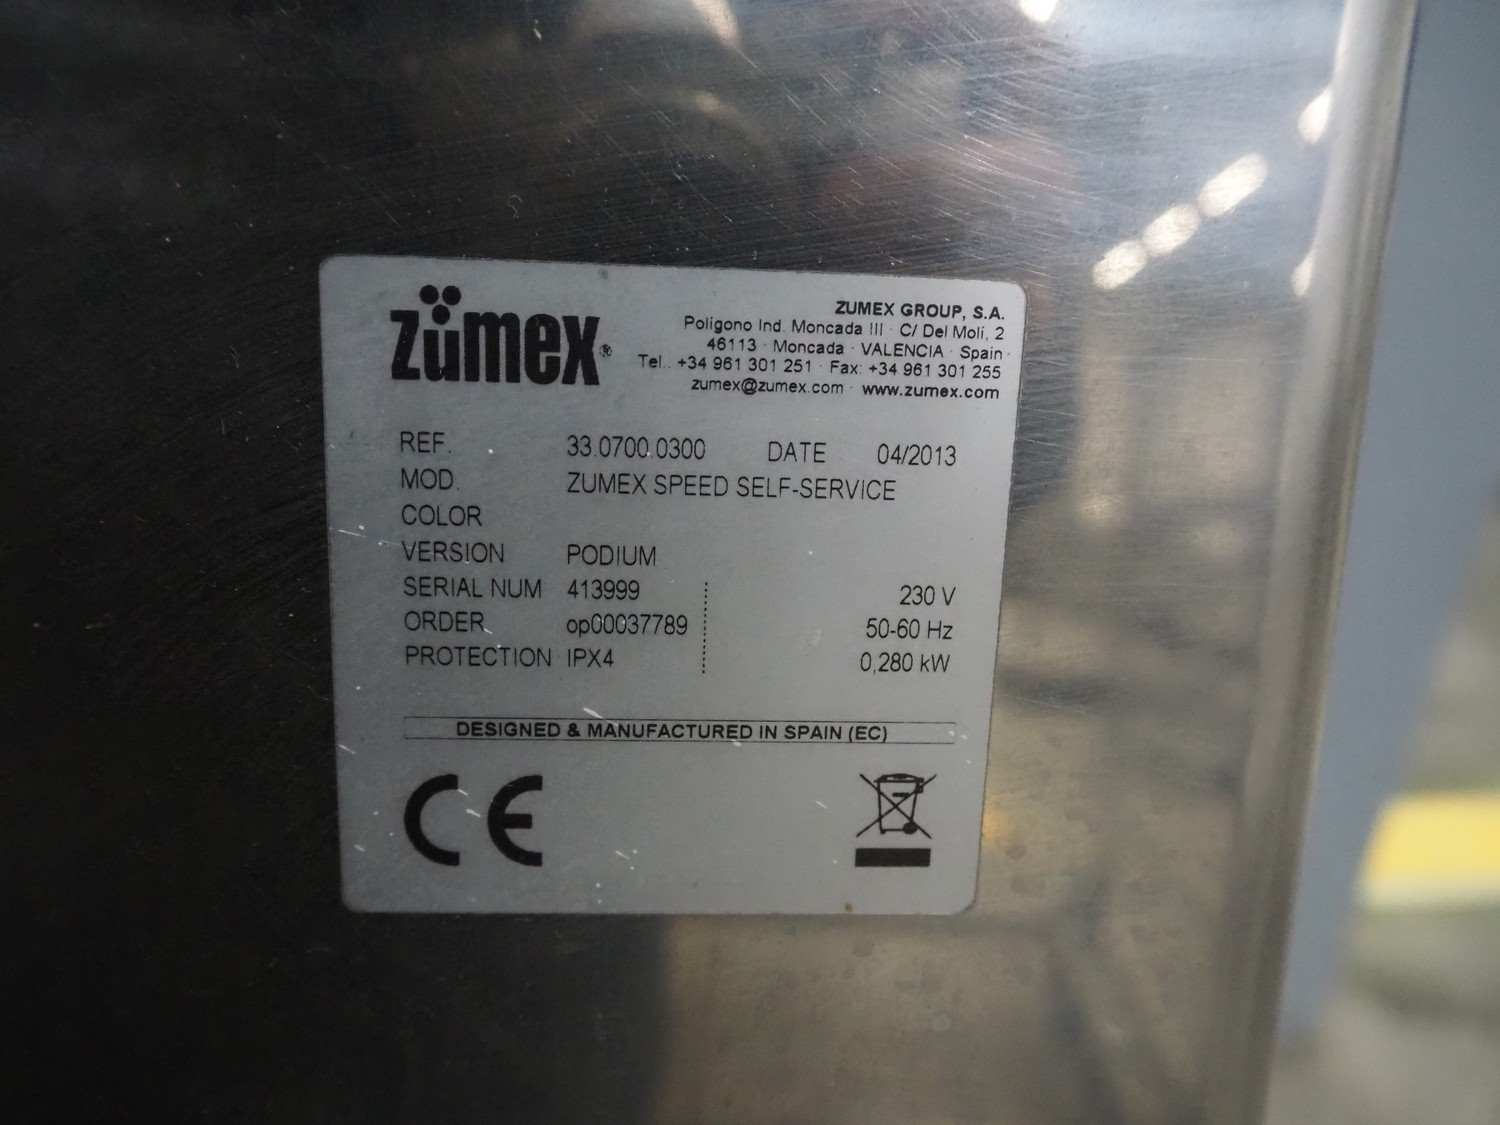 zümex®
ZUMEX GROUP, S.A.
Polígono Ind. Moncada III · C/ Del Molí, 2
46113 · Moncada · VALENCIA · Spain ·
Tel.: +34 961 301 251 · Fax: +34 961 301 255
zumex@zumex.com · www.zumex.com
REF. 33.0700.0300 DATE 04/2013
MOD. ZUMEX SPEED SELF-SERVICE
COLOR
VERSION PODIUM
SERIAL NUM 413999 230 V
ORDER op00037789 50-60 Hz
PROTECTION IPX4 0,280 kW
DESIGNED & MANUFACTURED IN SPAIN (EC)
CE